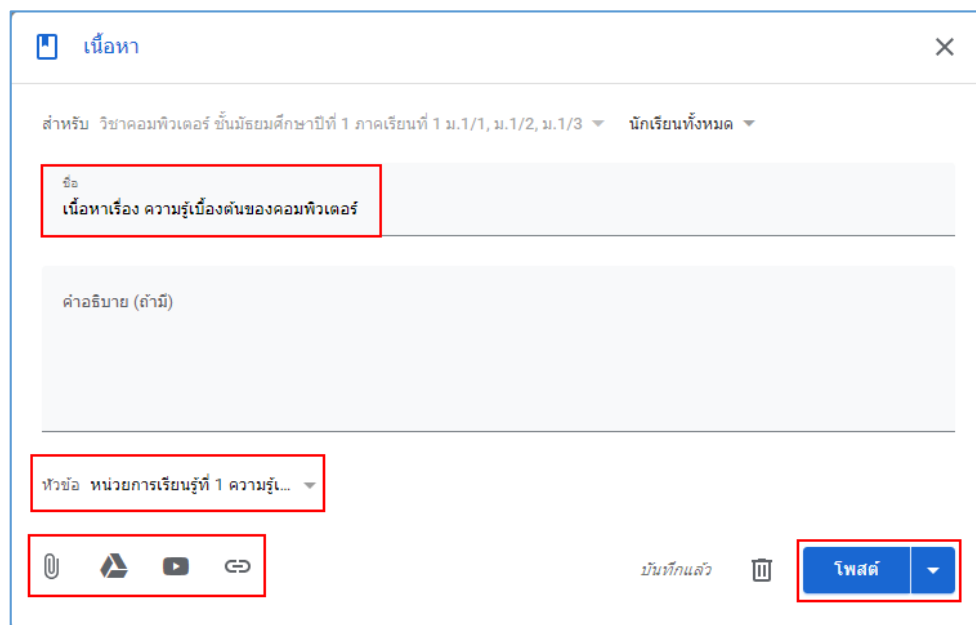 เนื้อหา
สำหรับ วิชาคอมพิวเตอร์ ชั้นมัธยมศึกษาปีที่ 1 ภาคเรียนที่ 1 ม.1/1, ม.1/2, ม.1/3 นักเรียนทั้งหมด
ชื่อ
เนื้อหาเรื่อง ความรู้เบื้องต้นของคอมพิวเตอร์
คำอธิบาย (ถ้ามี)
หัวข้อ หน่วยการเรียนรู้ที่ 1 ความรู้เ...
บันทึกแล้ว โพสต์